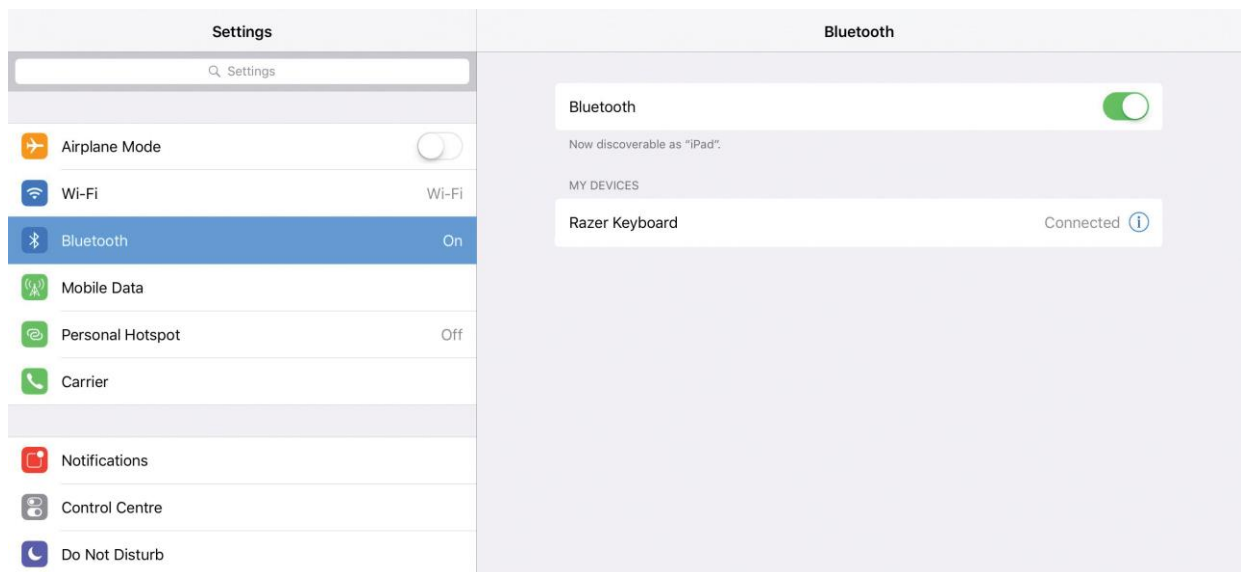 Settings
Settings
Airplane Mode
Wi-Fi Wi-Fi
Bluetooth On
Mobile Data
Personal Hotspot Off
Carrier
Notifications
Control Centre
Do Not Disturb
Bluetooth
Bluetooth
Now discoverable as “iPad”.
MY DEVICES
Razer Keyboard Connected